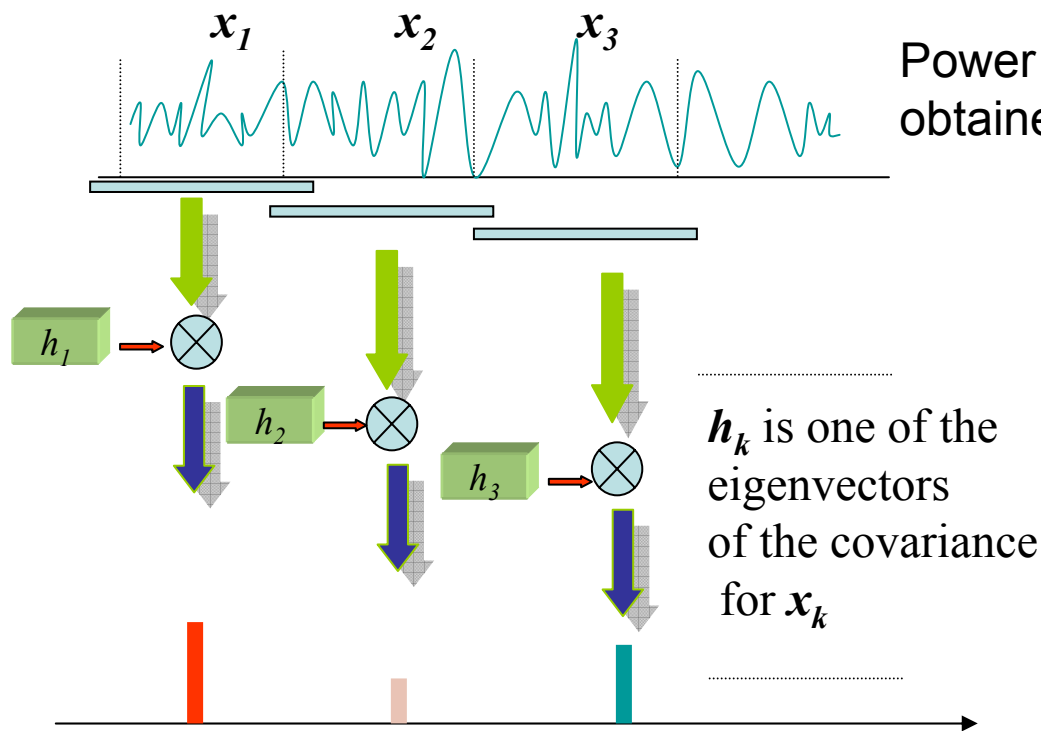 x1 x2 x3
Power
h1
h2
h3
hk is one of the
eigenvectors
of the covariance
for xk